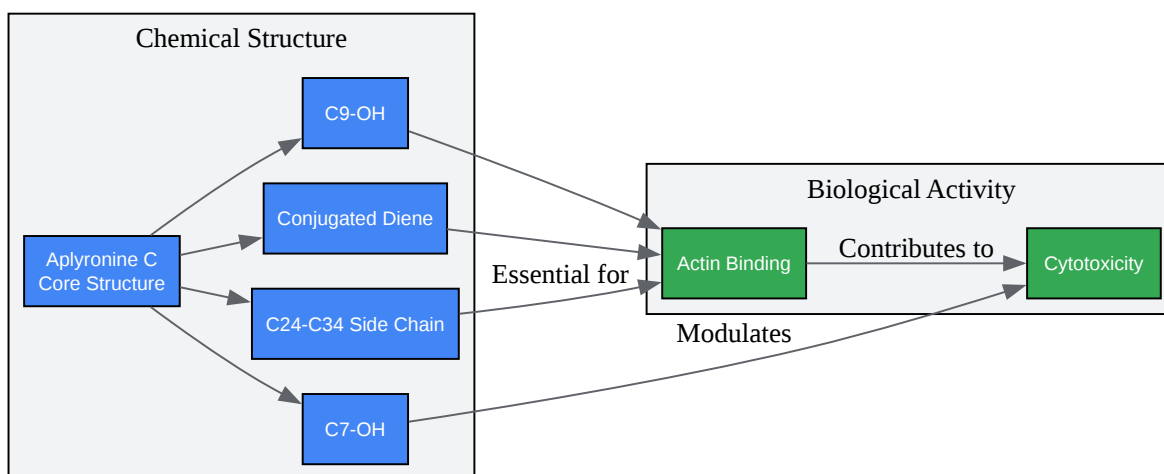 Chemical Structure
C9-OH
Conjugated Diene
Aplyronine C
Core Structure
C24-C34 Side Chain
C7-OH
Essential for
Modulates
Biological Activity
Actin Binding
Contributes to
Cytotoxicity